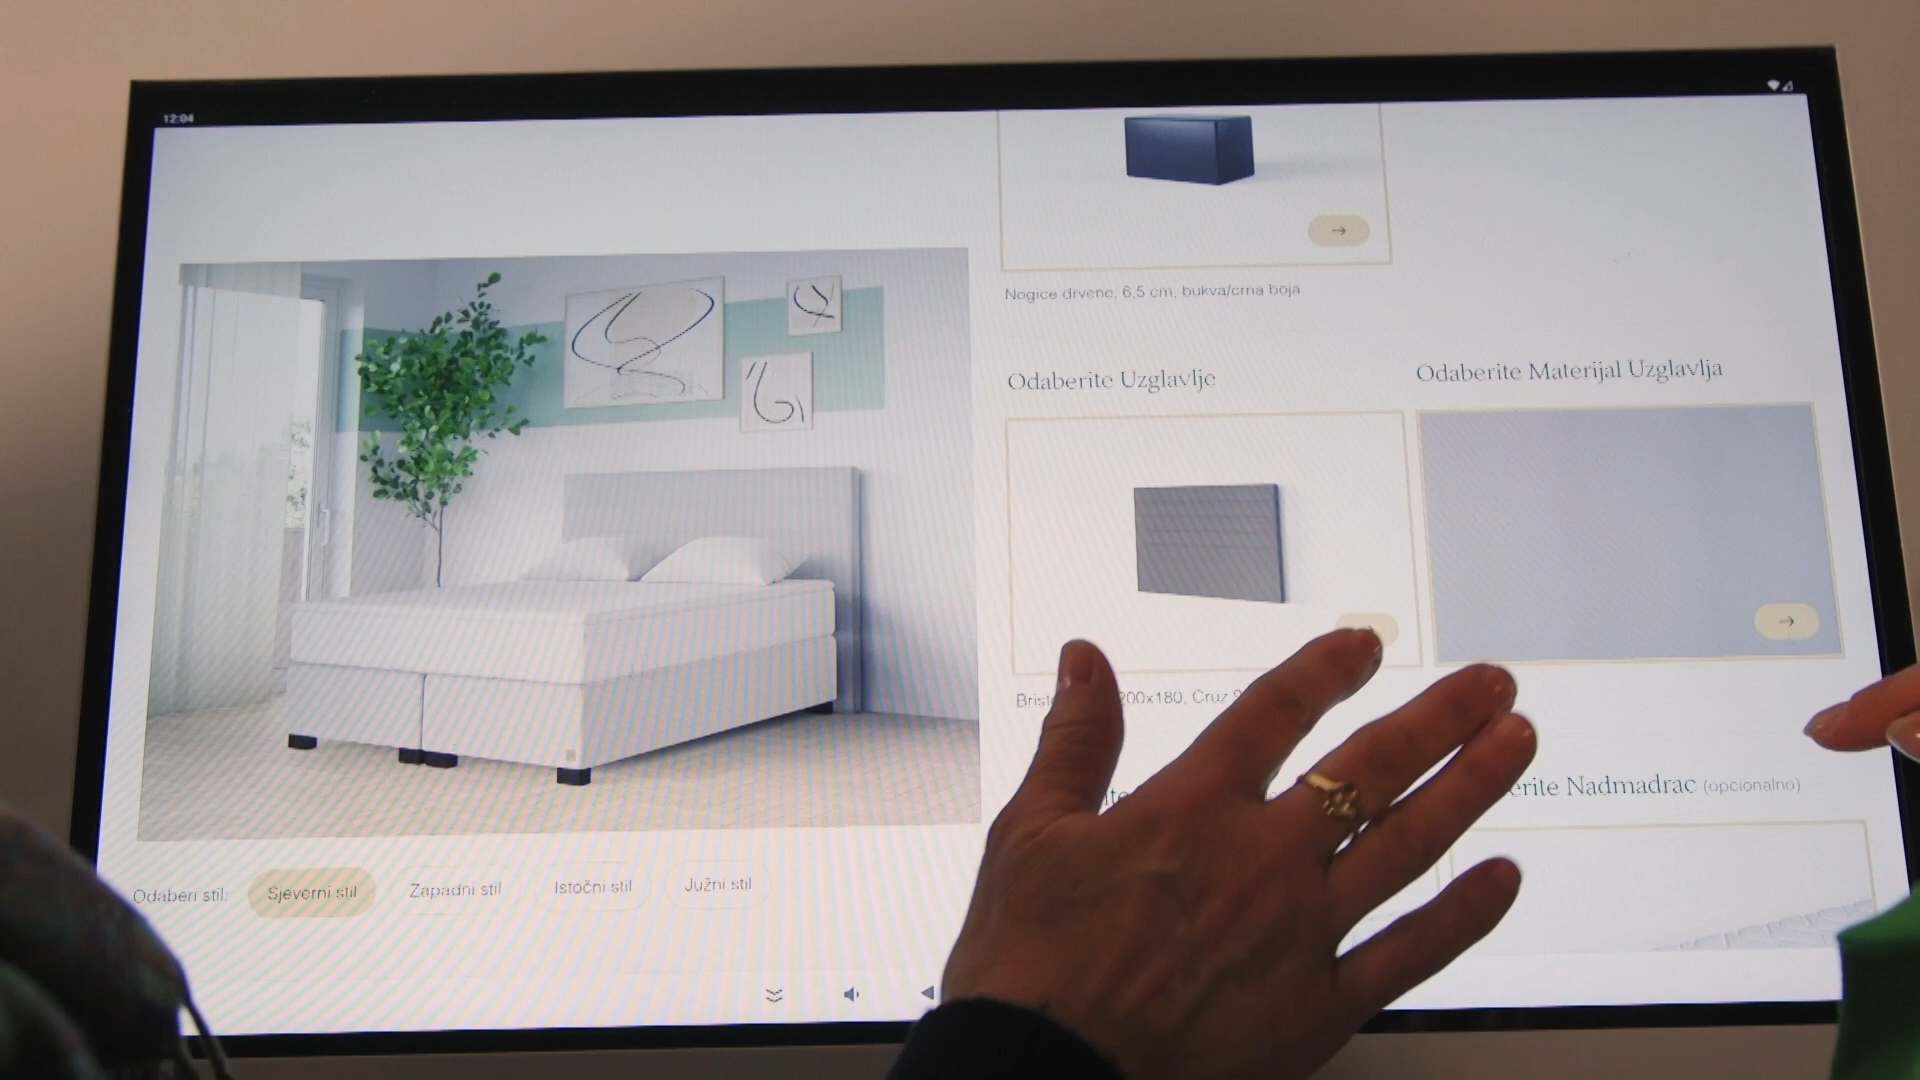 12:04
Nogice drvene, 6,5 cm, bukva/crna boja
Odaberite Uzglavlje
Odaberite Materijal Uzglavlja
200x180, Cruz
Nadmadrac (opcionalno)
Odaberi stil:
Sjeverni stil
Zapadni stil
Istočni stil
Južni stil